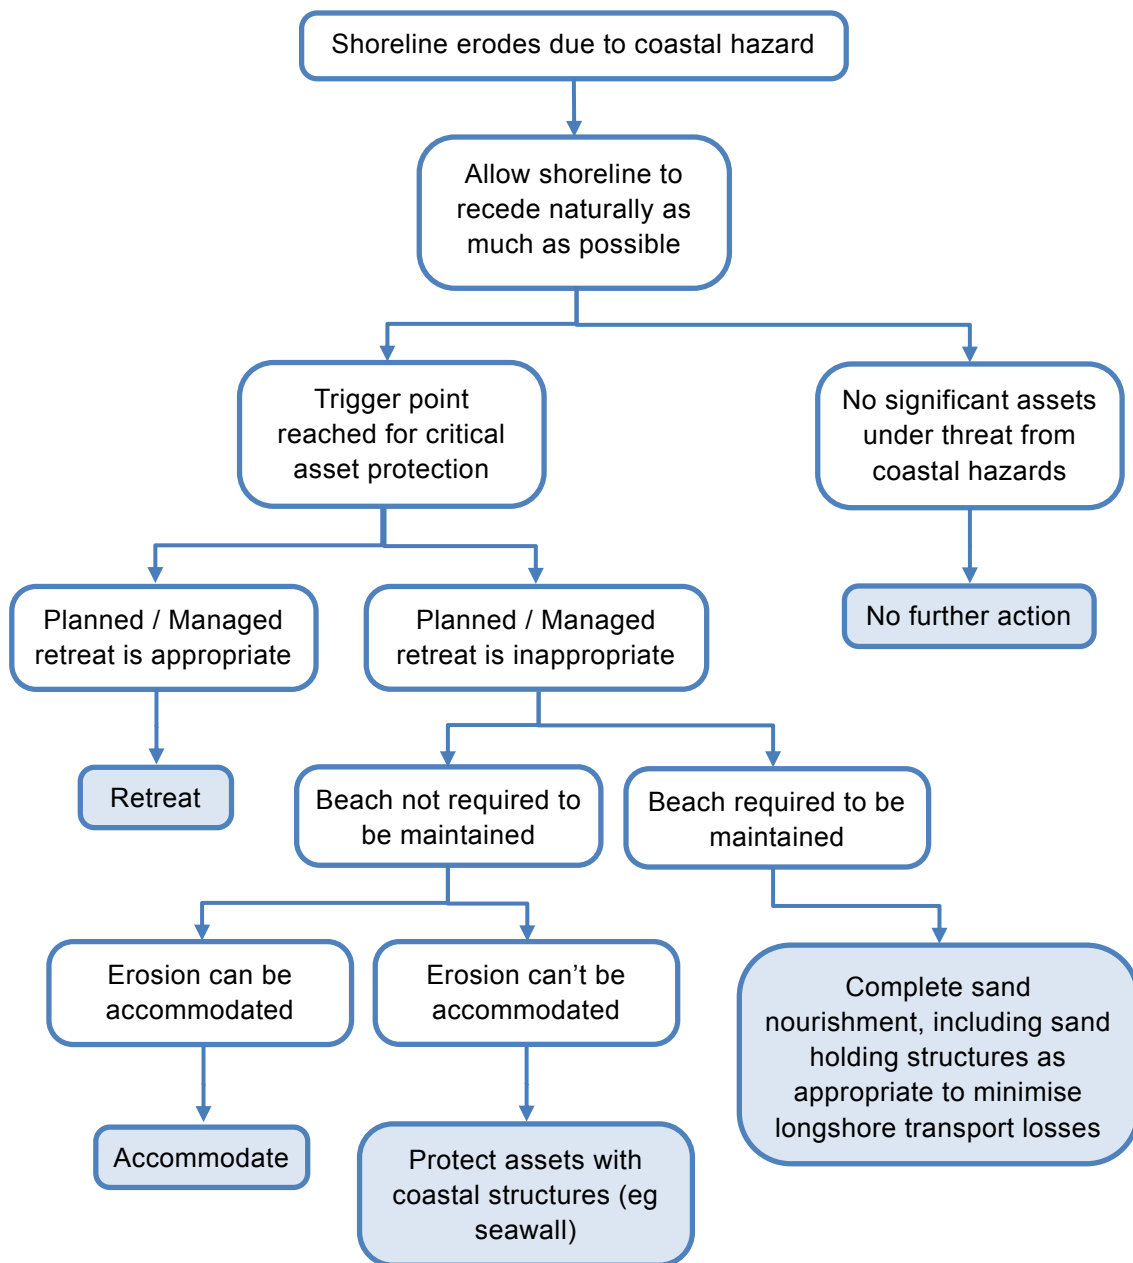 Shoreline erodes due to coastal hazard
Allow shoreline to
recede naturally as
much as possible
Trigger point
reached for critical
asset protection
No significant assets
under threat from
coastal hazards
Planned / Managed
retreat is appropriate
Planned / Managed
retreat is inappropriate
No further action
Retreat
Beach not required to
be maintained
Beach required to be
maintained
Erosion can be
accommodated
Erosion can’t be
accommodated
Complete sand
nourishment, including sand
holding structures as
appropriate to minimise
longshore transport losses
Accommodate
Protect assets with
coastal structures (eg
seawall)